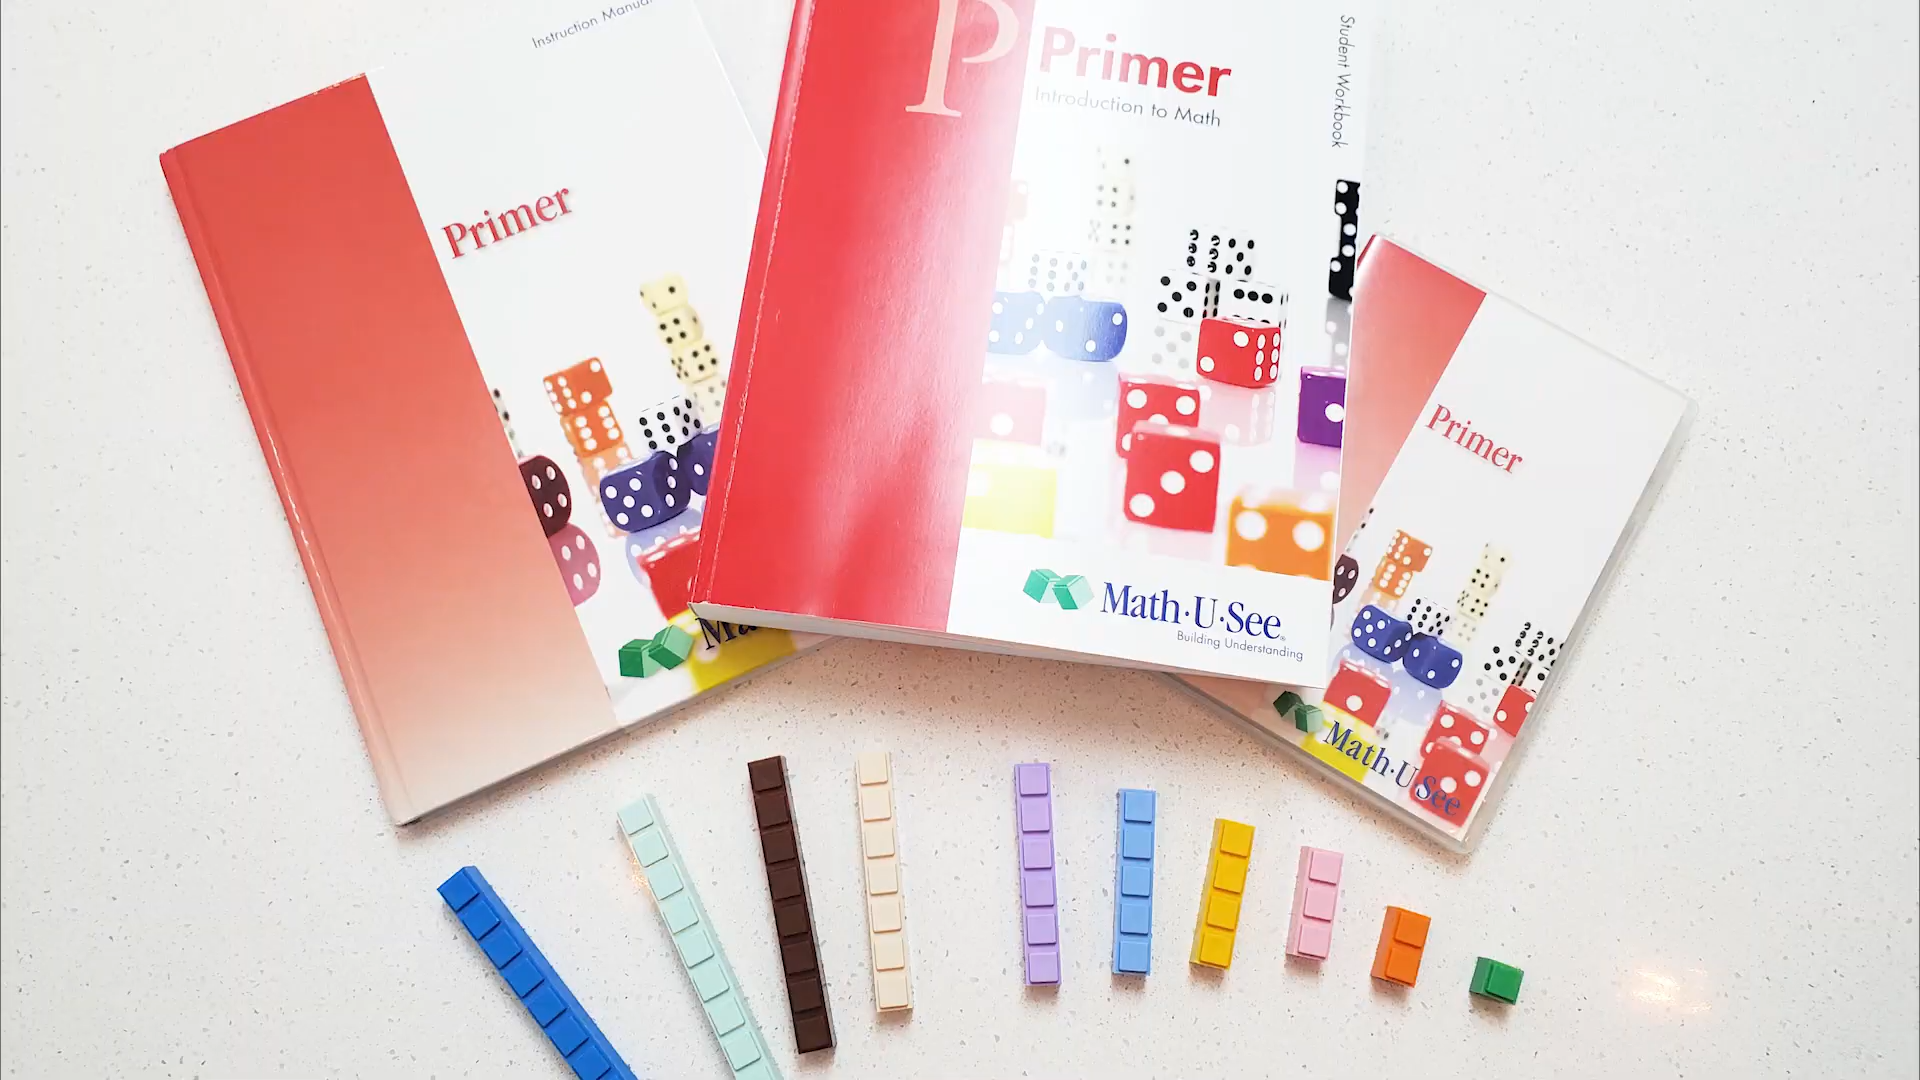 Instruction Manual
Primer
P
Primer
Introduction to Math
Student Workbook
Math·U·See®
Building Understanding
Primer
Math·U·See